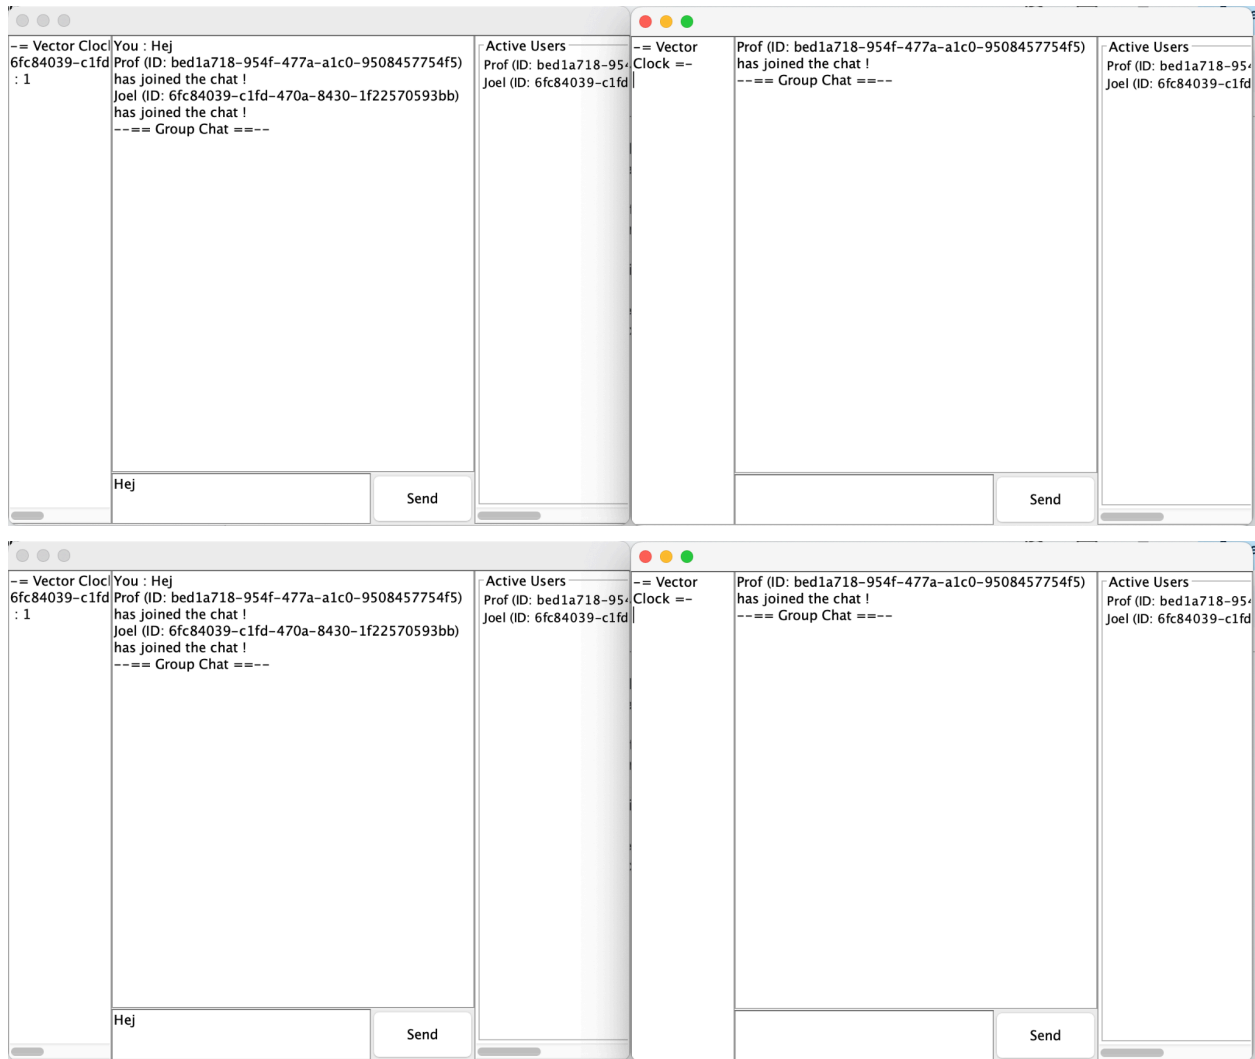 -= Vector Cloc
6fc84039-c1fd
: 1
You : Hej
Prof (ID: bed1a718-954f-477a-a1c0-9508457754f5)
has joined the chat !
Joel (ID: 6fc84039-c1fd-470a-8430-1f22570593bb)
has joined the chat !
--== Group Chat ==--
Hej
Send
Active Users
Prof (ID: bed1a718-954
Joel (ID: 6fc84039-c1fd
-= Vector
Clock =-
Prof (ID: bed1a718-954f-477a-a1c0-9508457754f5)
has joined the chat !
--== Group Chat ==--
Send
Active Users
Prof (ID: bed1a718-954
Joel (ID: 6fc84039-c1fd
-= Vector Cloc
6fc84039-c1fd
: 1
You : Hej
Prof (ID: bed1a718-954f-477a-a1c0-9508457754f5)
has joined the chat !
Joel (ID: 6fc84039-c1fd-470a-8430-1f22570593bb)
has joined the chat !
--== Group Chat ==--
Hej
Send
Active Users
Prof (ID: bed1a718-954
Joel (ID: 6fc84039-c1fd
-= Vector
Clock =-
Prof (ID: bed1a718-954f-477a-a1c0-9508457754f5)
has joined the chat !
--== Group Chat ==--
Send
Active Users
Prof (ID: bed1a718-954
Joel (ID: 6fc84039-c1fd